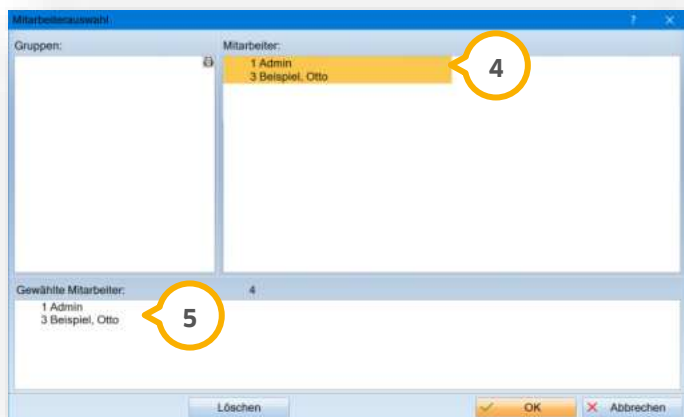 Mitarbeiterauswahl
Gruppen:
Mitarbeiter:
1 Admin
3 Beispiel, Otto
4
Gewählte Mitarbeiter:
4
1 Admin
3 Beispiel, Otto
5
Löschen
OK
Abbrechen